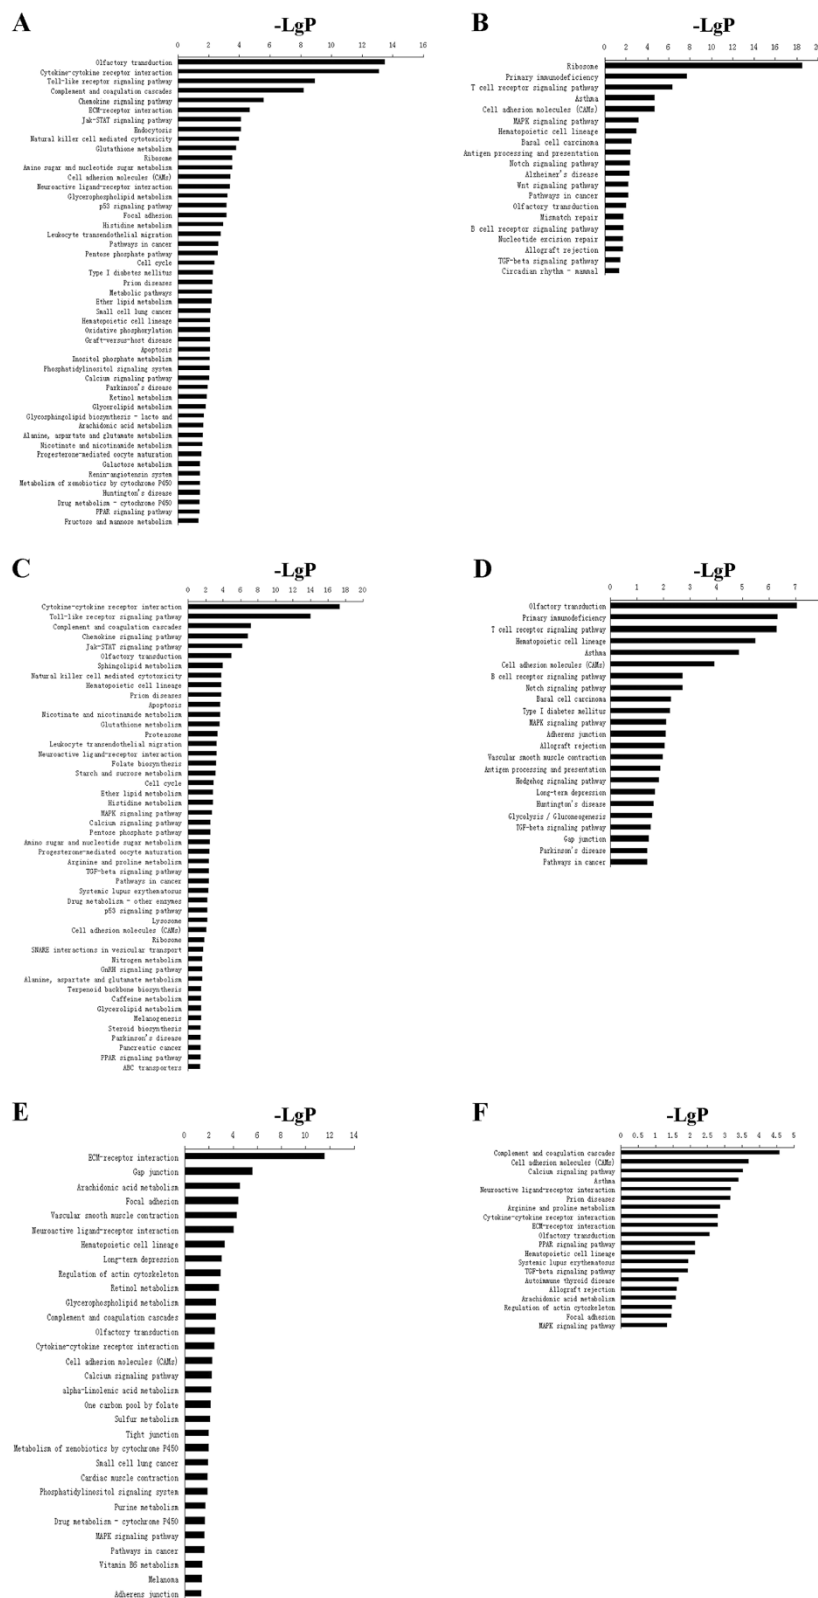 A
-LgP
0 2 4 6 8 10 12 14 16
Olfactory transduction
Cytokine-cytokine receptor interaction
Toll-like receptor signaling pathway
Complement and coagulation cascades
Chemokine signaling pathway
ECM-receptor interaction
Jak-STAT signaling pathway
Endocytosis
Natural killer cell mediated cytotoxicity
Glutathione metabolism
Ribosome
Amino sugar and nucleotide sugar metabolism
Cell adhesion molecules (CAMs)
Neuroactive ligand-receptor interaction
Glycerophospholipid metabolism
p53 signaling pathway
Focal adhesion
Histidine metabolism
Leukocyte transendothelial migration
Pathways in cancer
Pentose phosphate pathway
Cell cycle
Type I diabetes mellitus
Prion diseases
Metabolic pathways
Ether lipid metabolism
Small cell lung cancer
Hematopoietic cell lineage
Oxidative phosphorylation
Graft-versus-host disease
Apoptosis
Inositol phosphate metabolism
Phosphatidylinositol signaling system
Calcium signaling pathway
Parkinson's disease
Retinol metabolism
Glycerolipid metabolism
Glycosphingolipid biosynthesis - lacto and
Arachidonic acid metabolism
Alanine, aspartate and glutamate metabolism
Nicotinate and nicotinamide metabolism
Progesterone-mediated oocyte maturation
Galactose metabolism
Renin-angiotensin system
Metabolism of xenobiotics by cytochrome P450
Huntington's disease
Drug metabolism - cytochrome P450
PPAR signaling pathway
Fructose and mannose metabolism
B
-LgP
0 2 4 6 8 10 12 14 16 18 20
Ribosome
Primary immunodeficiency
T cell receptor signaling pathway
Asthma
Cell adhesion molecules (CAMs)
MAPK signaling pathway
Hematopoietic cell lineage
Basal cell carcinoma
Antigen processing and presentation
Notch signaling pathway
Alzheimer's disease
Wnt signaling pathway
Pathways in cancer
Olfactory transduction
Mismatch repair
B cell receptor signaling pathway
Nucleotide excision repair
Allograft rejection
TGF-beta signaling pathway
Circadian rhythm - mammal
C
-LgP
0 2 4 6 8 10 12 14 16 18 20
Cytokine-cytokine receptor interaction
Toll-like receptor signaling pathway
Complement and coagulation cascades
Chemokine signaling pathway
Jak-STAT signaling pathway
Olfactory transduction
Sphingolipid metabolism
Natural killer cell mediated cytotoxicity
Hematopoietic cell lineage
Prion diseases
Apoptosis
Nicotinate and nicotinamide metabolism
Glutathione metabolism
Proteasome
Leukocyte transendothelial migration
Neuroactive ligand-receptor interaction
Folate biosynthesis
Starch and sucrose metabolism
Cell cycle
Ether lipid metabolism
Histidine metabolism
MAPK signaling pathway
Calcium signaling pathway
Pentose phosphate pathway
Amino sugar and nucleotide sugar metabolism
Progesterone-mediated oocyte maturation
Arginine and proline metabolism
TGF-beta signaling pathway
Pathways in cancer
Systemic lupus erythematosus
Drug metabolism - other enzymes
p53 signaling pathway
Lysosome
Cell adhesion molecules (CAMs)
Ribosome
SNARE interactions in vesicular transport
Nitrogen metabolism
GnRH signaling pathway
Alanine, aspartate and glutamate metabolism
Terpenoid backbone biosynthesis
Caffeine metabolism
Glycerolipid metabolism
Melanogenesis
Steroid biosynthesis
Parkinson's disease
Pancreatic cancer
PPAR signaling pathway
ABC transporters
D
-LgP
0 1 2 3 4 5 6 7
Olfactory transduction
Primary immunodeficiency
T cell receptor signaling pathway
Hematopoietic cell lineage
Asthma
Cell adhesion molecules (CAMs)
B cell receptor signaling pathway
Notch signaling pathway
Basal cell carcinoma
Type I diabetes mellitus
MAPK signaling pathway
Adherens junction
Allograft rejection
Vascular smooth muscle contraction
Antigen processing and presentation
Hedgehog signaling pathway
Long-term depression
Huntington's disease
Glycolysis / Gluconeogenesis
TGF-beta signaling pathway
Gap junction
Parkinson's disease
Pathways in cancer
E
-LgP
0 2 4 6 8 10 12 14
ECM-receptor interaction
Gap junction
Arachidonic acid metabolism
Focal adhesion
Vascular smooth muscle contraction
Neuroactive ligand-receptor interaction
Hematopoietic cell lineage
Long-term depression
Regulation of actin cytoskeleton
Retinol metabolism
Glycerophospholipid metabolism
Complement and coagulation cascades
Olfactory transduction
Cytokine-cytokine receptor interaction
Cell adhesion molecules (CAMs)
Calcium signaling pathway
alpha-Linolenic acid metabolism
One carbon pool by folate
Sulfur metabolism
Tight junction
Metabolism of xenobiotics by cytochrome P450
Small cell lung cancer
Cardiac muscle contraction
Phosphatidylinositol signaling system
Purine metabolism
Drug metabolism - cytochrome P450
MAPK signaling pathway
Pathways in cancer
Vitamin B6 metabolism
Melanoma
Adherens junction
F
-LgP
0 0.5 1 1.5 2 2.5 3 3.5 4 4.5 5
Complement and coagulation cascades
Cell adhesion molecules (CAMs)
Calcium signaling pathway
Asthma
Neuroactive ligand-receptor interaction
Prion diseases
Arginine and proline metabolism
Cytokine-cytokine receptor interaction
ECM-receptor interaction
Olfactory transduction
PPAR signaling pathway
Hematopoietic cell lineage
Systemic lupus erythematosus
TGF-beta signaling pathway
Autoimmune thyroid disease
Allograft rejection
Arachidonic acid metabolism
Regulation of actin cytoskeleton
Focal adhesion
MAPK signaling pathway